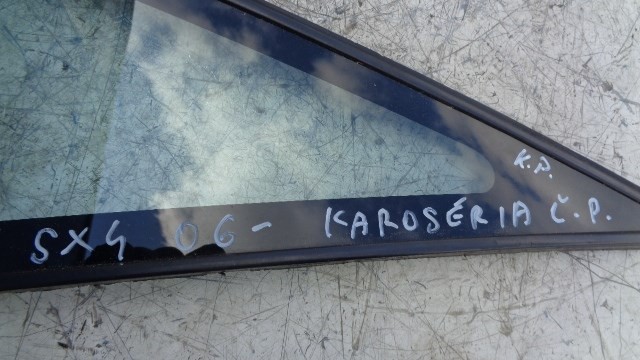 K.P.
SX4 06- KAROSÉRIA Č.P.